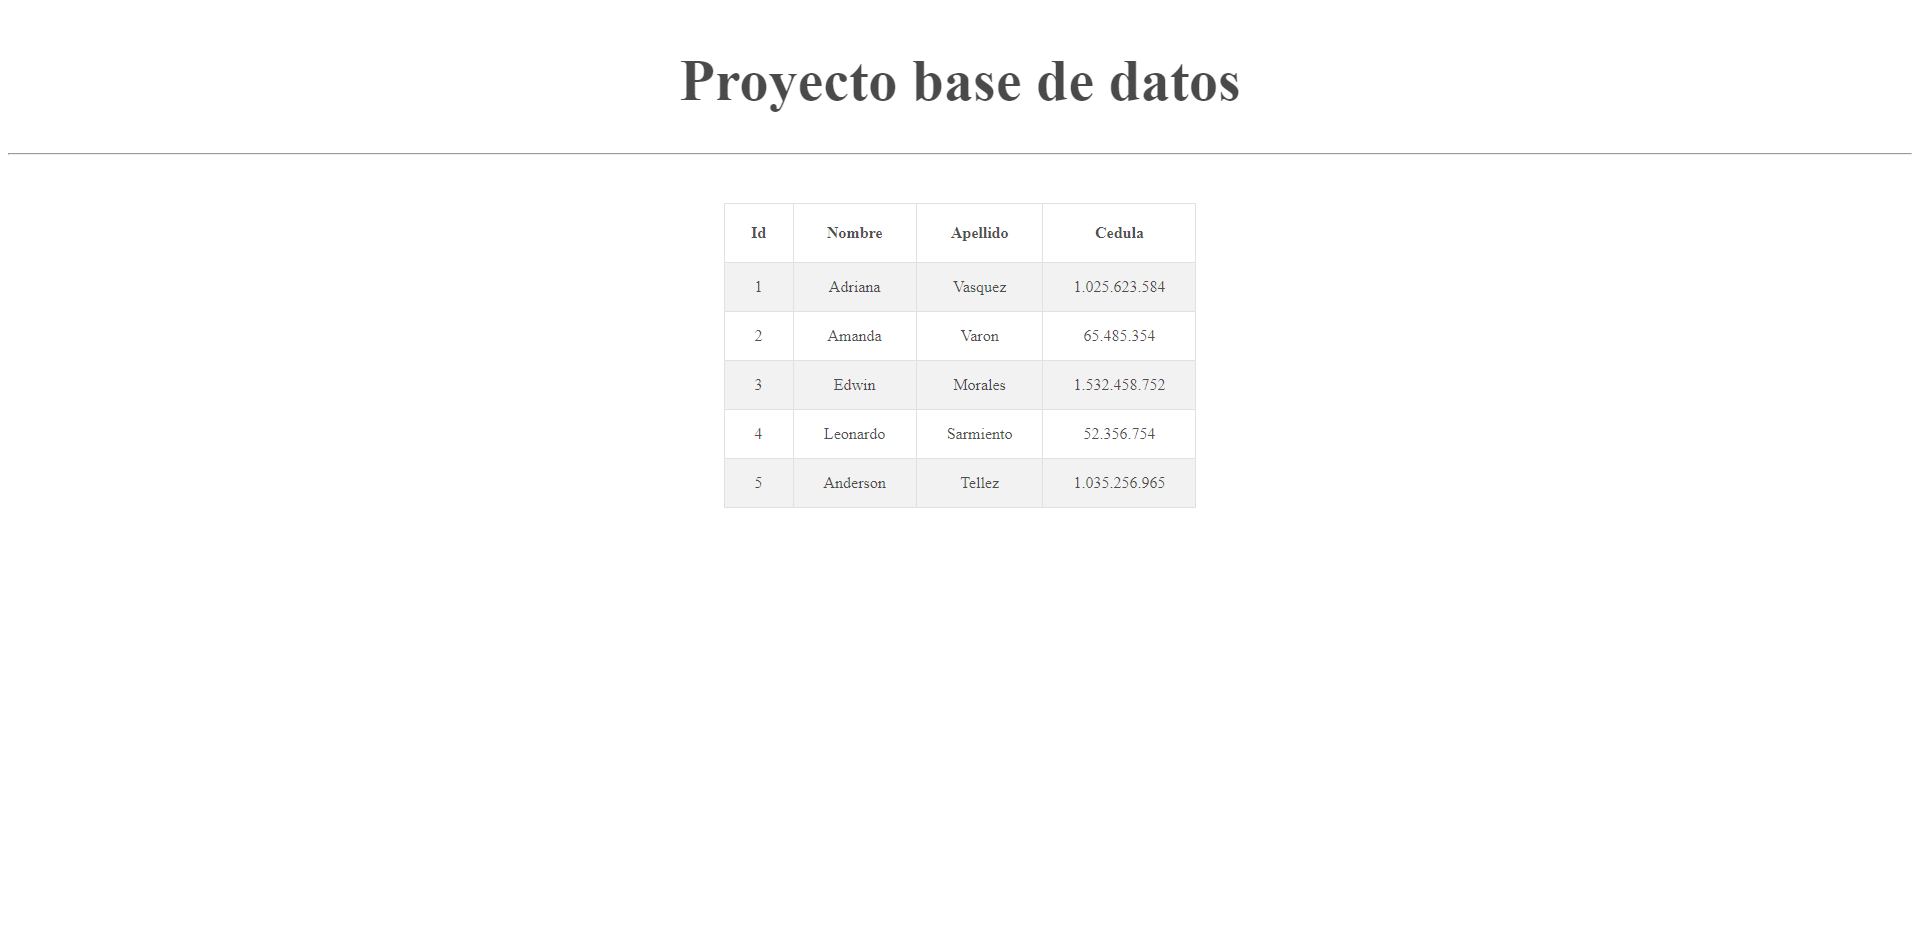 Proyecto base de datos
Id Nombre Apellido Cedula
1 Adriana Vasquez 1.025.623.584
2 Amanda Varon 65.485.354
3 Edwin Morales 1.532.458.752
4 Leonardo Sarmiento 52.356.754
5 Anderson Tellez 1.035.256.965